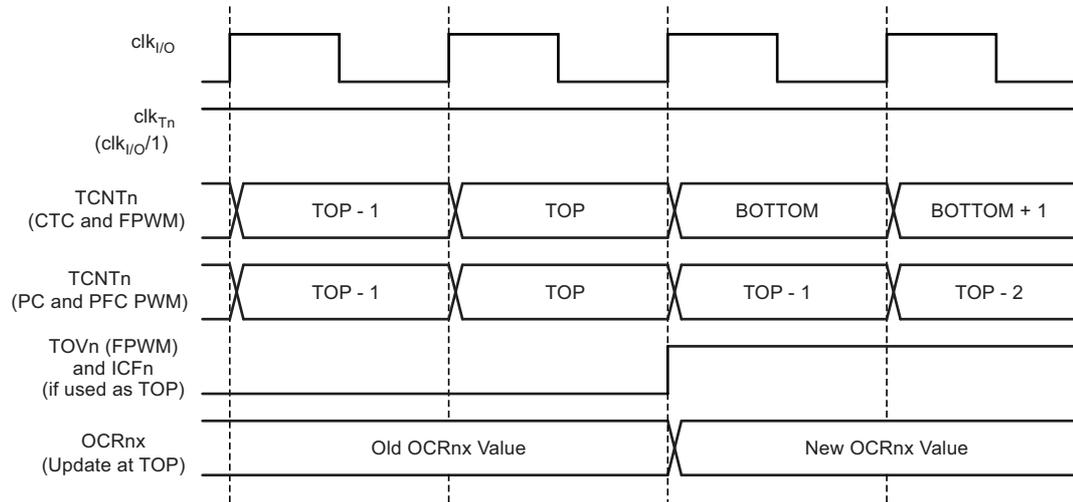 clkI/O
clkTn
(clkI/O/1)
TCNTn
(CTC and FPWM)
TOP - 1
TOP
BOTTOM
BOTTOM + 1
TCNTn
(PC and PFC PWM)
TOP - 1
TOP
TOP - 1
TOP - 2
TOVn (FPWM)
and ICFn
(if used as TOP)
OCRnx
(Update at TOP)
Old OCRnx Value
New OCRnx Value